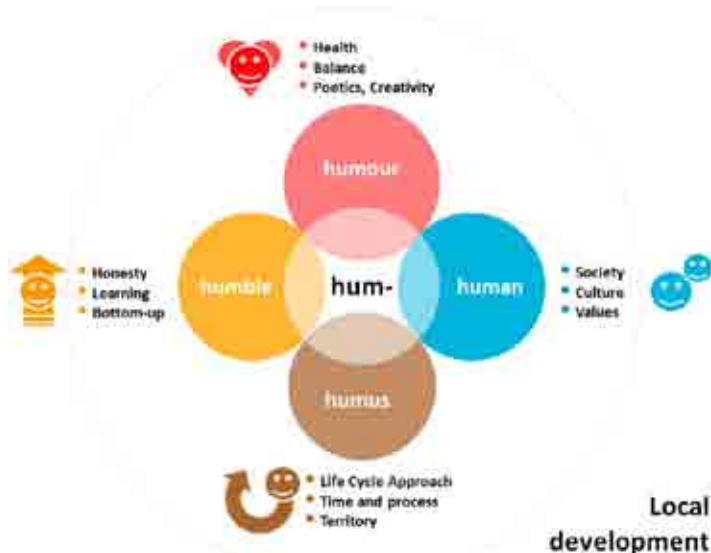 Health
Balance
Poetics, Creativity
humour
Honesty
Learning
Bottom-up
humble
hum-
human
Society
Culture
Values
humus
Life Cycle Approach
Time and process
Territory
Local
development